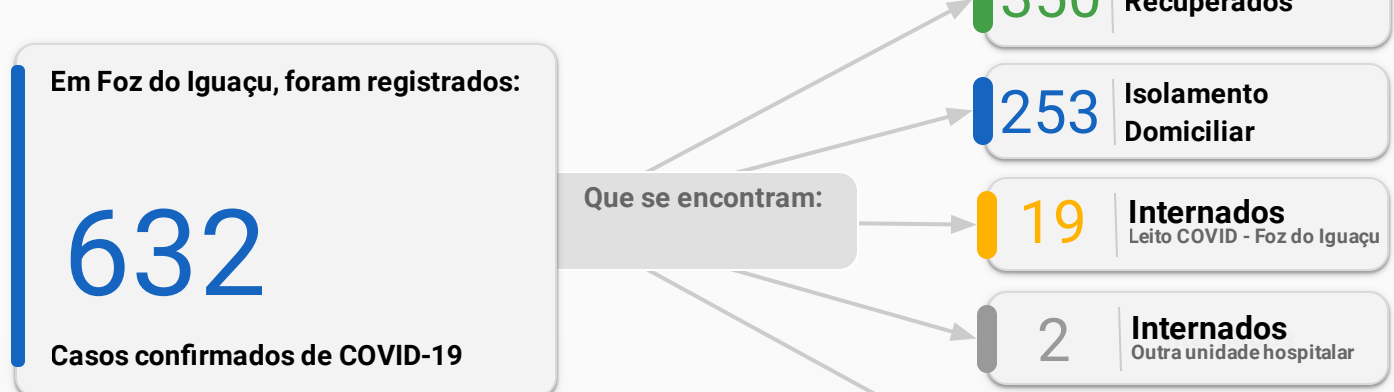 Em Foz do Iguaçu, foram registrados:
632
Casos confirmados de COVID-19
Que se encontram:
350 Recuperados
253 Isolamento
Domiciliar
19 Internados
Leito COVID - Foz do Iguaçu
2 Internados
Outra unidade hospitalar